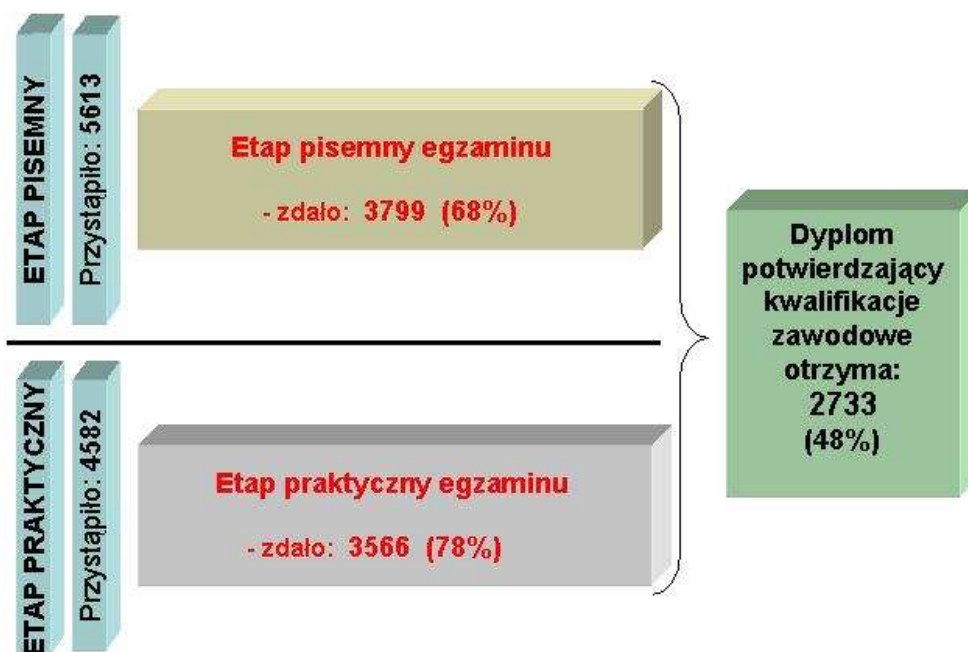 ETAP PISEMNY
Przystąpiło: 5613
Etap pisemny egzaminu
- zdało: 3799 (68%)
ETAP PRAKTYCZNY
Przystąpiło: 4582
Etap praktyczny egzaminu
- zdało: 3566 (78%)
Dyplom
potwierdzający
kwalifikacje
zawodowe
otrzyma:
2733
(48%)